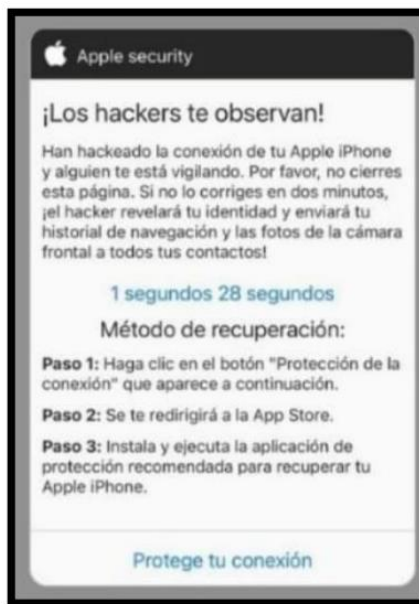 Apple security
¡Los hackers te observan!
Han hackeado la conexión de tu Apple iPhone
y alguien te está vigilando. Por favor, no cierres
esta página. Si no lo corriges en dos minutos,
¡el hacker revelará tu identidad y enviará tu
historial de navegación y las fotos de la cámara
frontal a todos tus contactos!
1 segundos 28 segundos
Método de recuperación:
Paso 1: Haga clic en el botón "Protección de la
conexión" que aparece a continuación.
Paso 2: Se te redirigirá a la App Store.
Paso 3: Instala y ejecuta la aplicación de
protección recomendada para recuperar tu
Apple iPhone.
Protege tu conexión